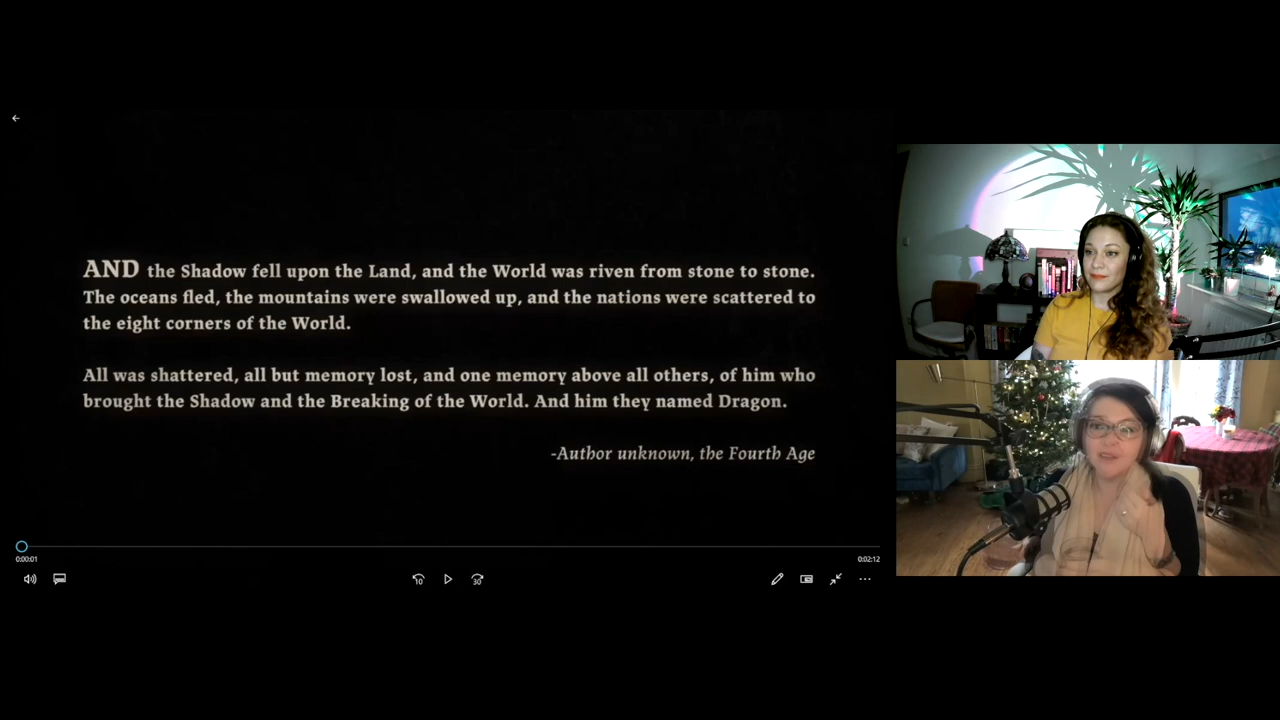 AND the Shadow fell upon the Land, and the World was riven from stone to stone.
The oceans fled, the mountains were swallowed up, and the nations were scattered to
the eight corners of the World.
All was shattered, all but memory lost, and one memory above all others, of him who
brought the Shadow and the Breaking of the World. And him they named Dragon.
-Author unknown, the Fourth Age
0:00:01
0:02:12
10
30